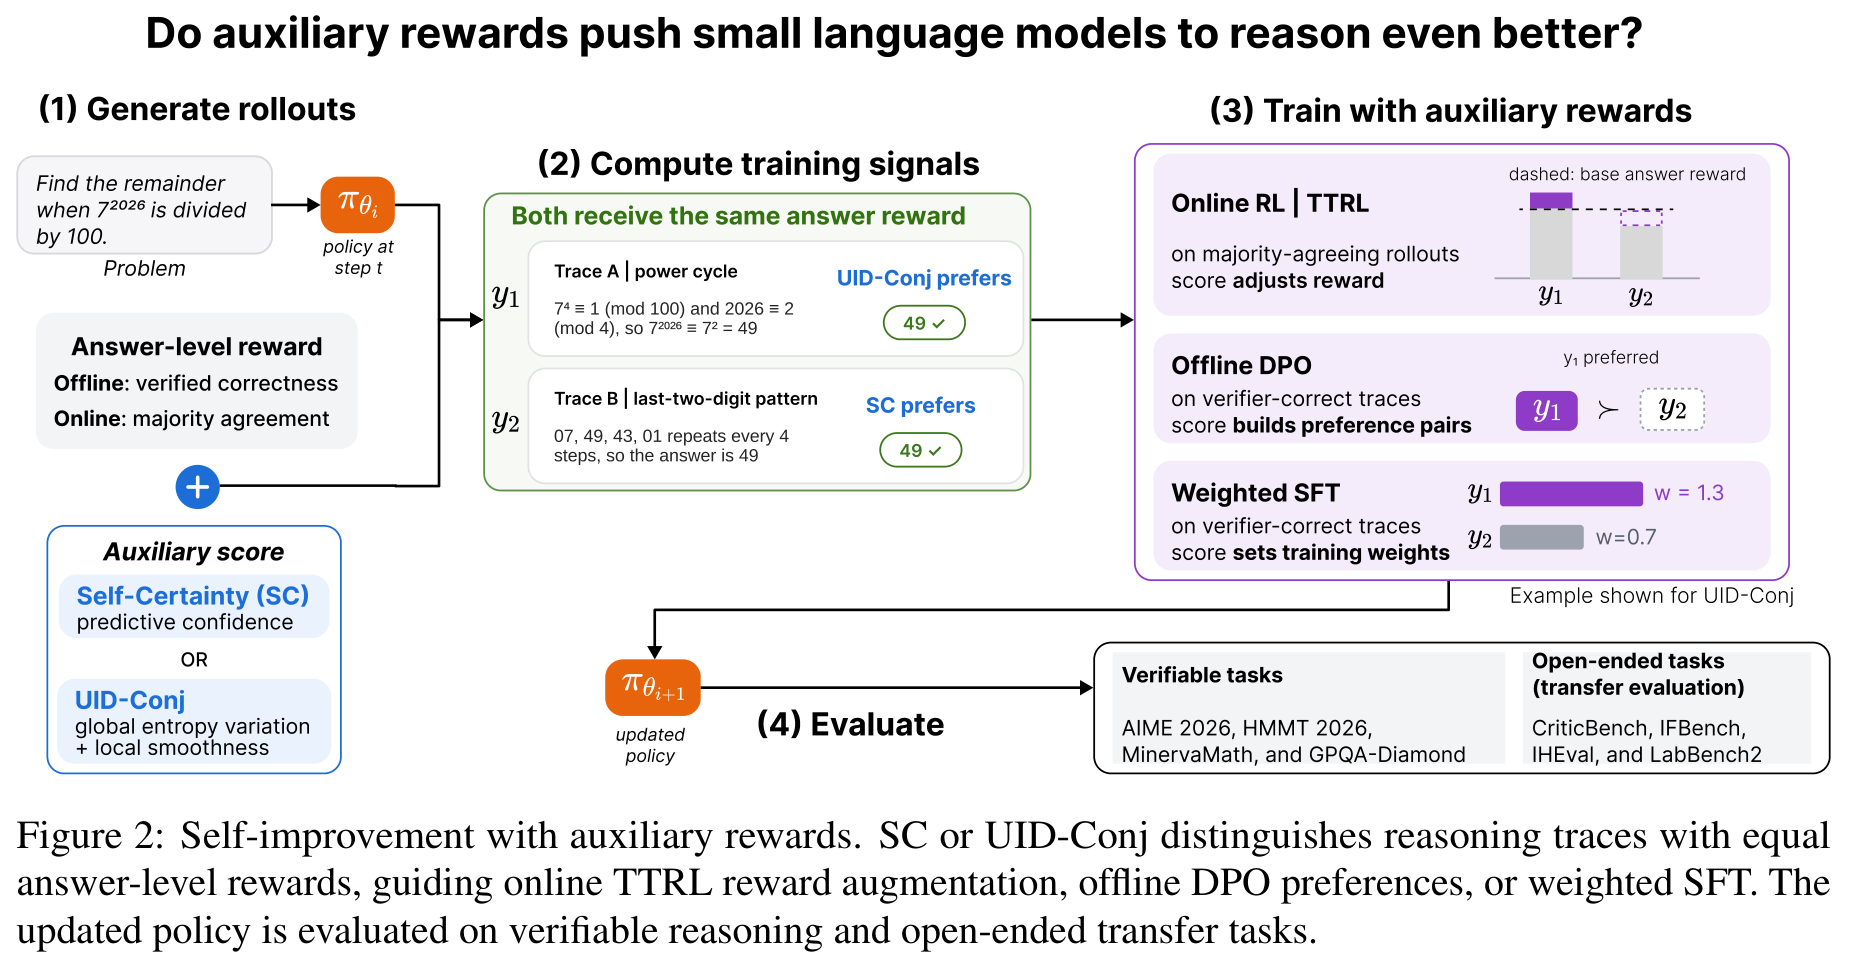 Do auxiliary rewards push small language models to reason even better?
(1) Generate rollouts
Find the remainder
when 7²⁰²⁶ is divided
by 100.
Problem
π_{θ_i}
policy at
step t
Answer-level reward
Offline: verified correctness
Online: majority agreement
+
Auxiliary score
Self-Certainty (SC)
predictive confidence
OR
UID-Conj
global entropy variation
+ local smoothness
(2) Compute training signals
Both receive the same answer reward
y₁
Trace A | power cycle
7⁴ ≡ 1 (mod 100) and 2026 ≡ 2
(mod 4), so 7²⁰²⁶ ≡ 7² = 49
UID-Conj prefers
49 ✓
y₂
Trace B | last-two-digit pattern
07, 49, 43, 01 repeats every 4
steps, so the answer is 49
SC prefers
49 ✓
(3) Train with auxiliary rewards
Online RL | TTRL
on majority-agreeing rollouts
score adjusts reward
dashed: base answer reward
y₁ y₂
Offline DPO
on verifier-correct traces
score builds preference pairs
y₁ preferred
y₁ ≻ y₂
Weighted SFT
on verifier-correct traces
score sets training weights
y₁ w = 1.3
y₂ w=0.7
Example shown for UID-Conj
π_{θ_{i+1}}
updated
policy
(4) Evaluate
Verifiable tasks
AIME 2026, HMMT 2026,
MinervaMath, and GPQA-Diamond
Open-ended tasks
(transfer evaluation)
CriticBench, IFBench,
IHEval, and LabBench2
Figure 2: Self-improvement with auxiliary rewards. SC or UID-Conj distinguishes reasoning traces with equal
answer-level rewards, guiding online TTRL reward augmentation, offline DPO preferences, or weighted SFT. The
updated policy is evaluated on verifiable reasoning and open-ended transfer tasks.